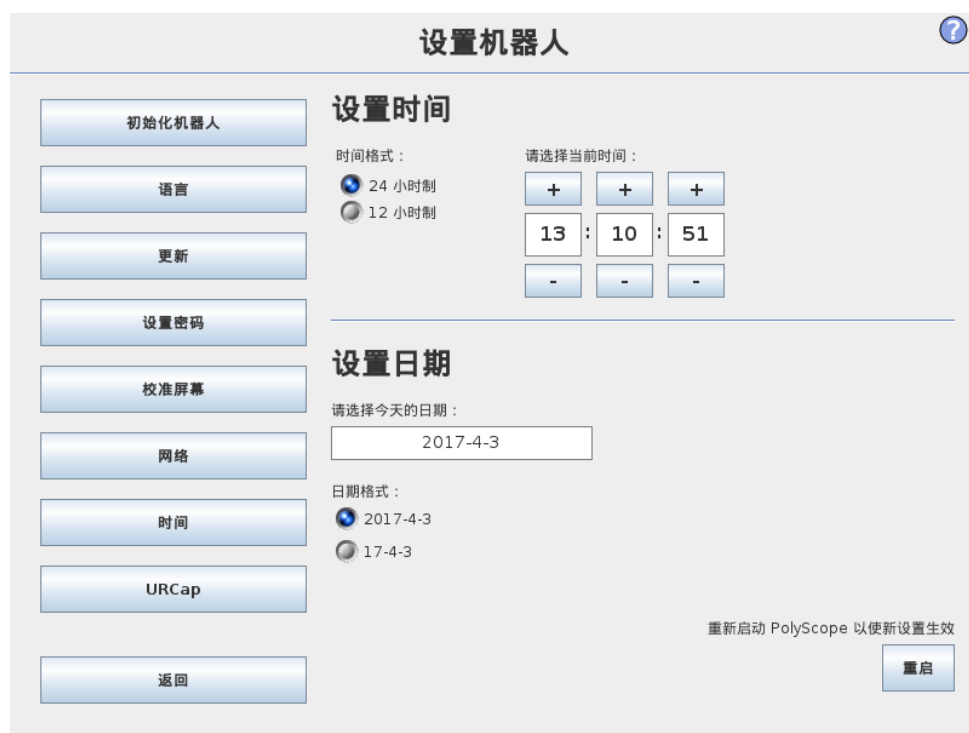 设置机器人
?
初始化机器人
语言
更新
设置密码
校准屏幕
网络
时间
URCap
返回
设置时间
时间格式：
24 小时制
12 小时制
请选择当前时间：
+ + +
13 : 10 : 51
- - -
设置日期
请选择今天的日期：
2017-4-3
日期格式：
2017-4-3
17-4-3
重新启动 PolyScope 以使新设置生效
重启